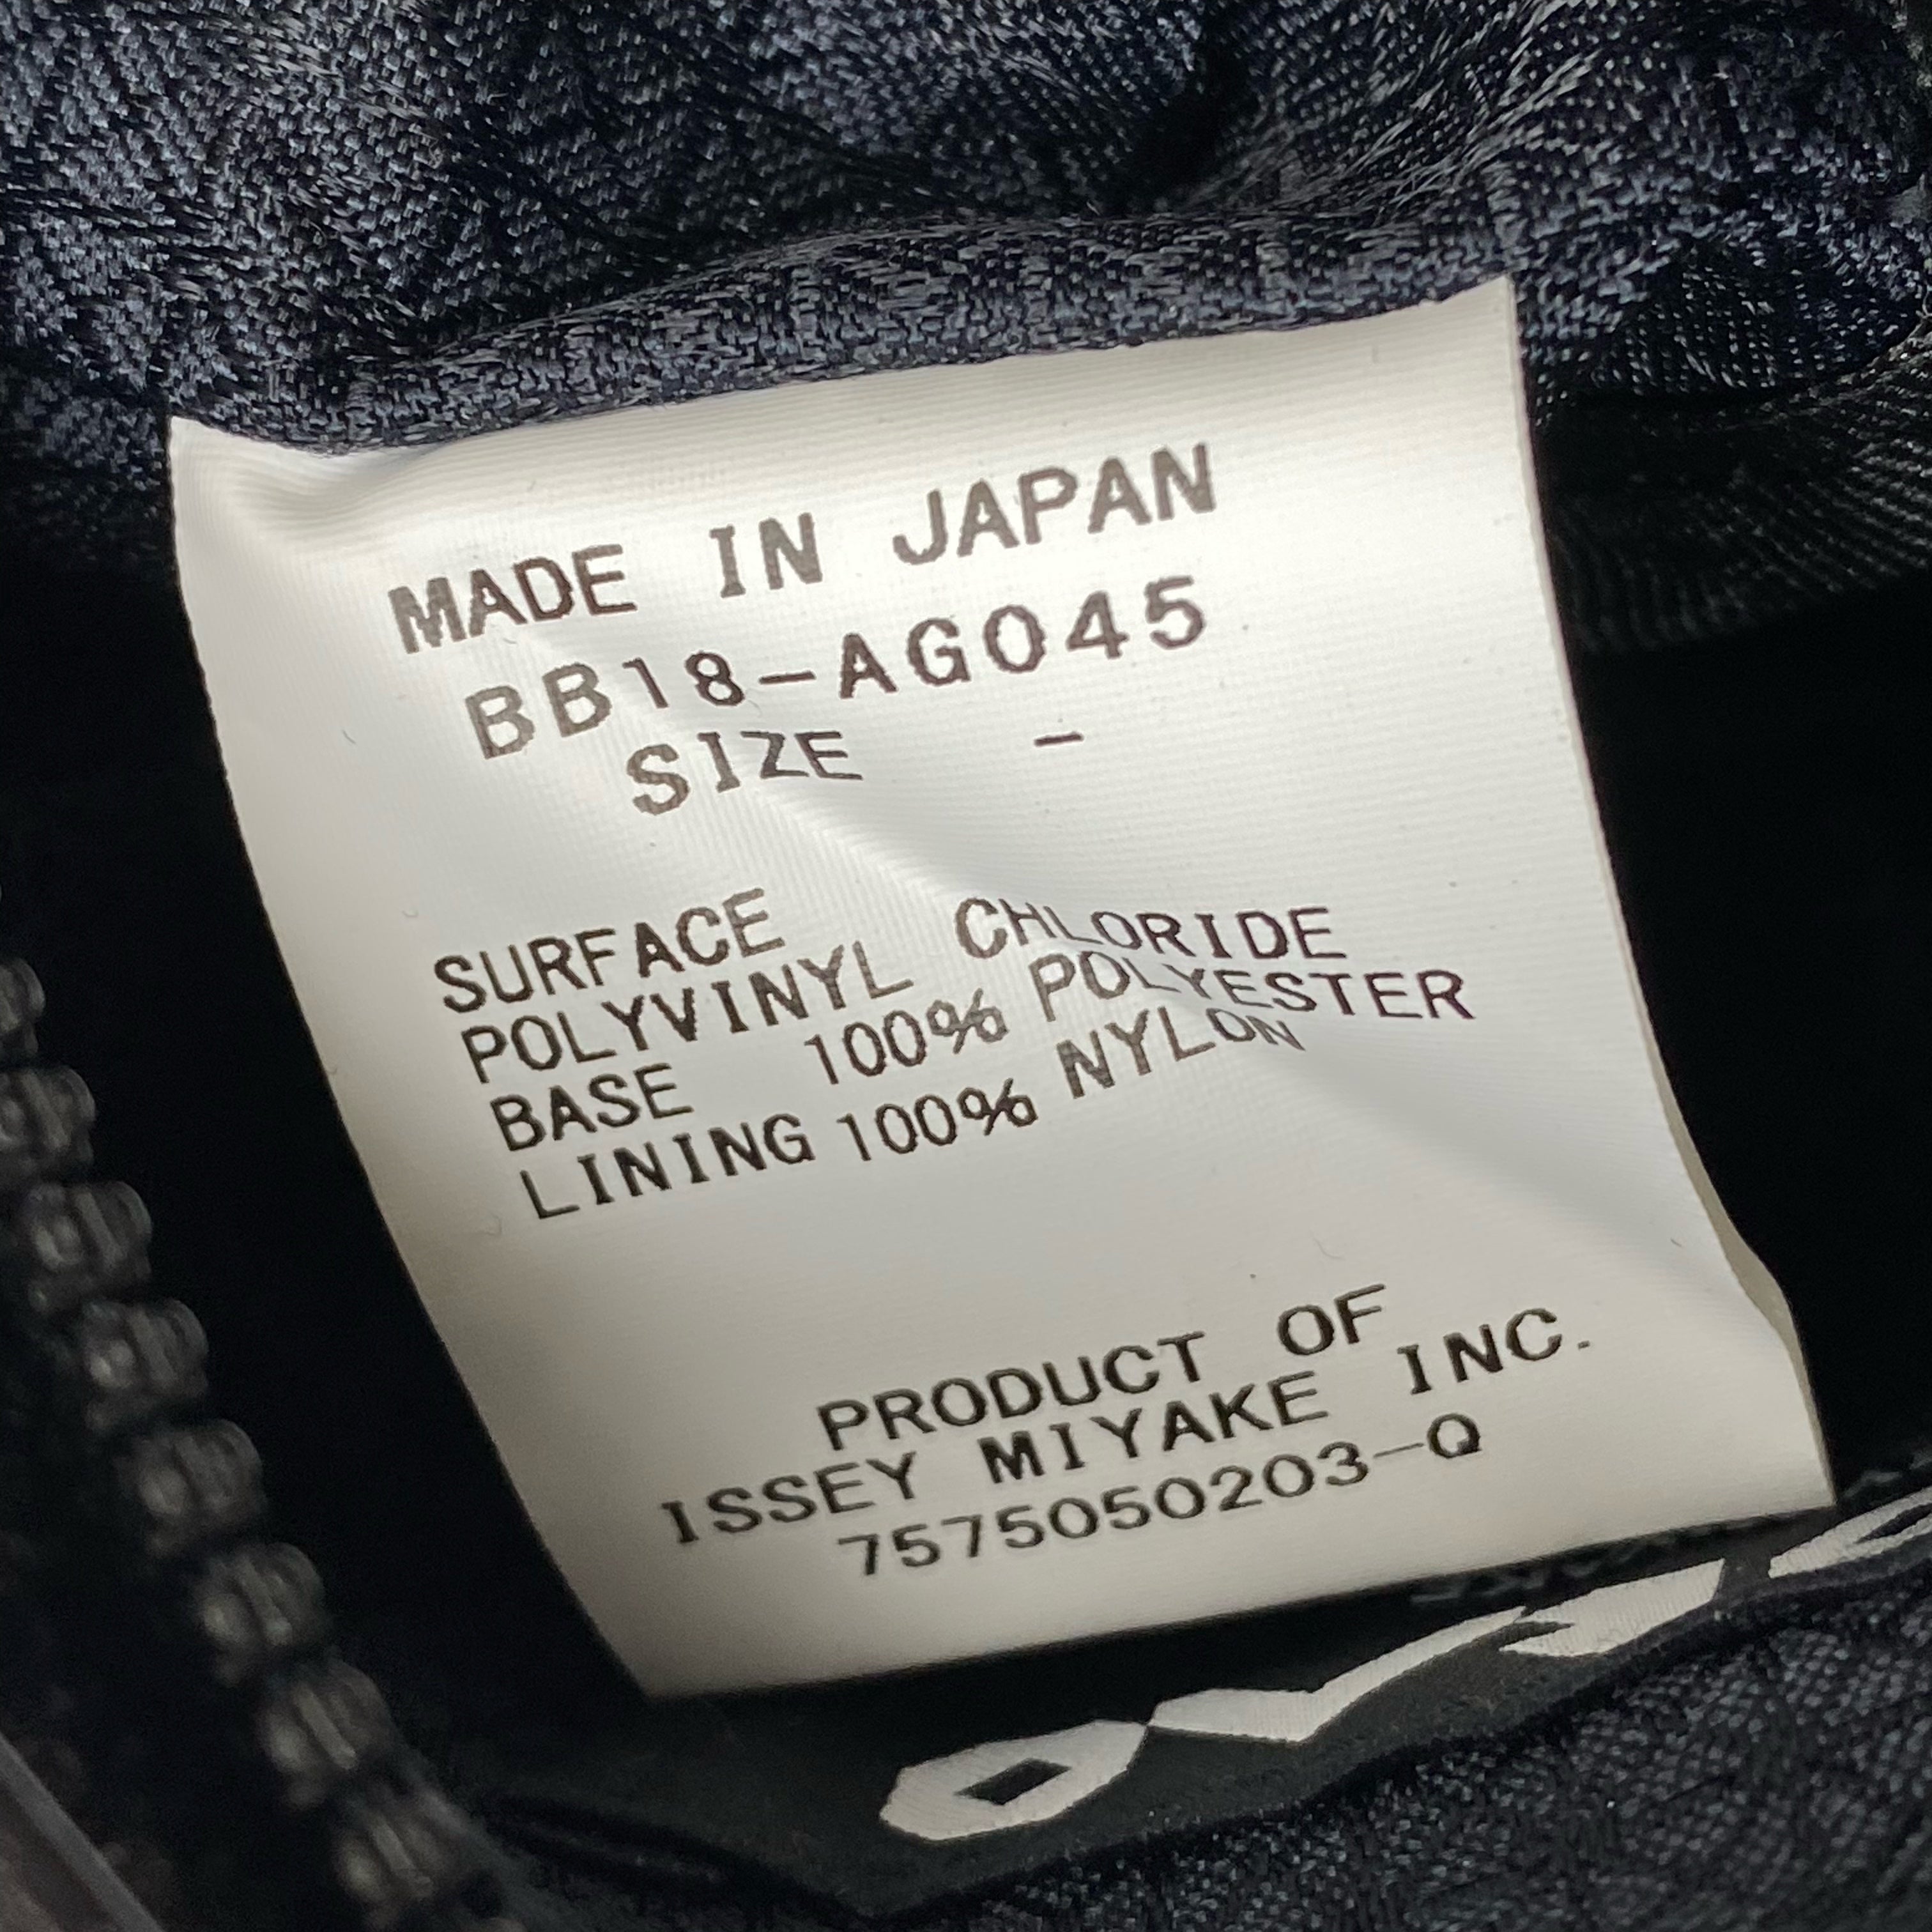 MADE IN JAPAN
BB18-AG045
SIZE -
SURFACE
POLYVINYL CHLORIDE
BASE 100% POLYESTER
LINING 100% NYLON
PRODUCT OF
ISSEY MIYAKE INC.
7575050203-Q